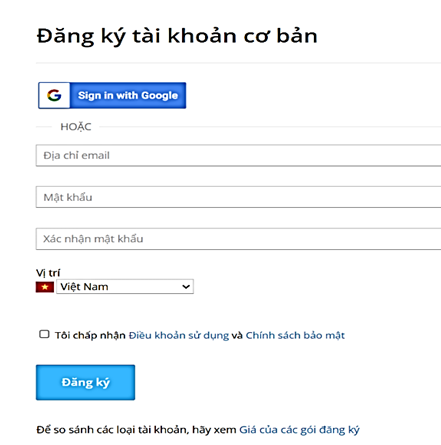 Đăng ký tài khoản cơ bản
Sign in with Google
HOẶC
Địa chỉ email
Mật khẩu
Xác nhận mật khẩu
Vị trí
Việt Nam
Tôi chấp nhận Điều khoản sử dụng và Chính sách bảo mật
Đăng ký
Để so sánh các loại tài khoản, hãy xem Giá của các gói đăng ký